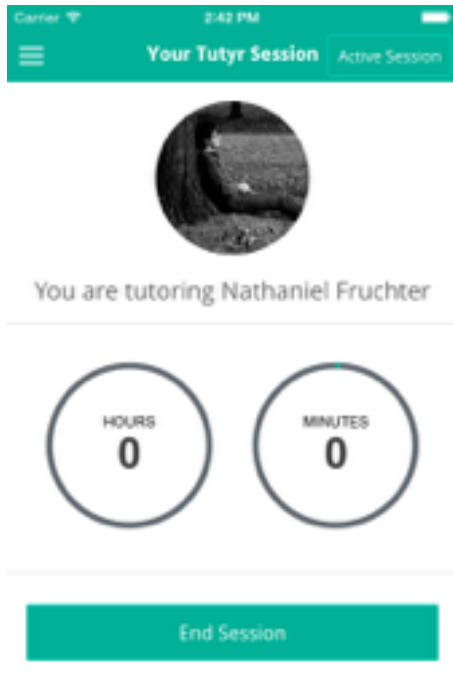 Carrier 2:42 PM
Your Tutyr Session Active Session
You are tutoring Nathaniel Fruchter
HOURS MINUTES
0 0
End Session